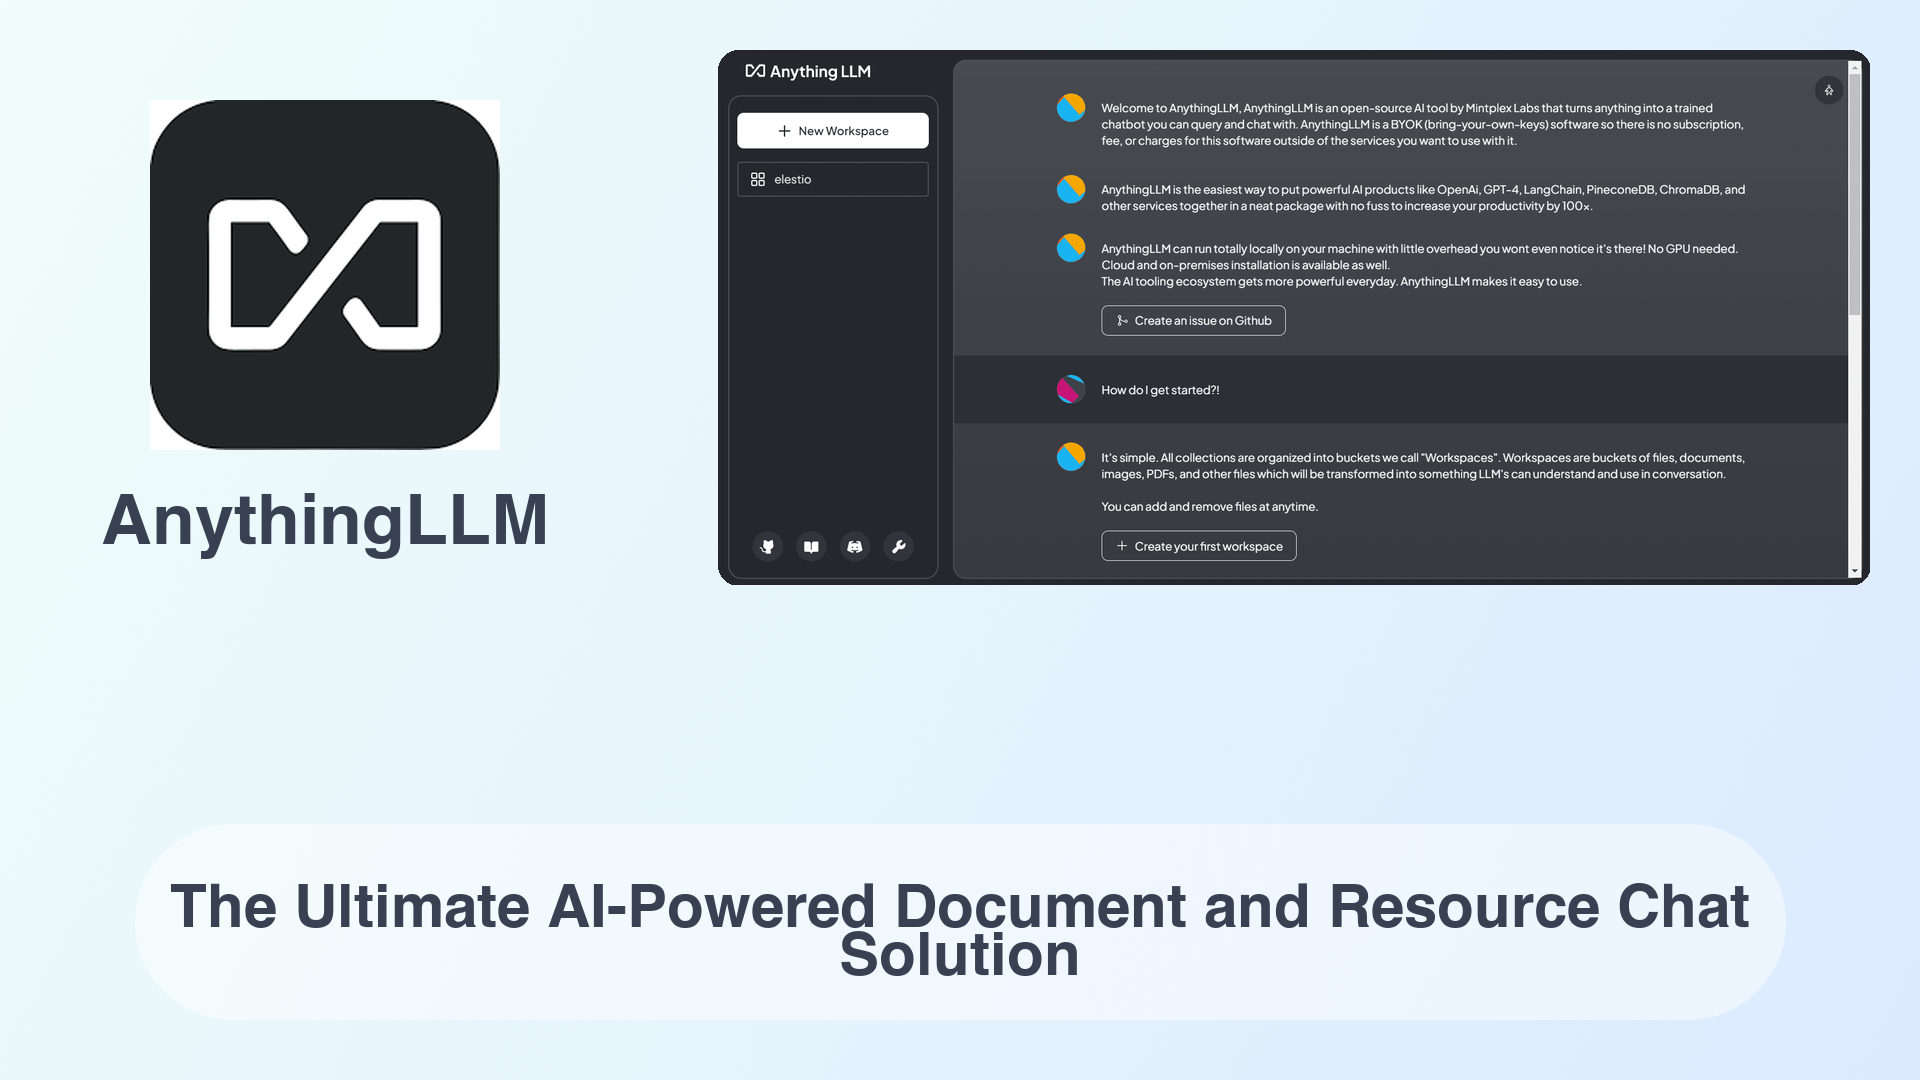 AnythingLLM
Anything LLM
New Workspace
elestio
Welcome to AnythingLLM, AnythingLLM is an open-source AI tool by Mintplex Labs that turns anything into a trained
chatbot you can query and chat with. AnythingLLM is a BYOK (bring-your-own-keys) software so there is no subscription,
fee, or charges for this software outside of the services you want to use with it.
AnythingLLM is the easiest way to put powerful AI products like OpenAi, GPT-4, LangChain, PineconeDB, ChromaDB, and
other services together in a neat package with no fuss to increase your productivity by 100x.
AnythingLLM can run totally locally on your machine with little overhead you wont even notice it's there! No GPU needed.
Cloud and on-premises installation is available as well.
The AI tooling ecosystem gets more powerful everyday. AnythingLLM makes it easy to use.
Create an issue on Github
How do I get started?!
It's simple. All collections are organized into buckets we call "Workspaces". Workspaces are buckets of files, documents,
images, PDFs, and other files which will be transformed into something LLM's can understand and use in conversation.
You can add and remove files at anytime.
Create your first workspace
The Ultimate AI-Powered Document and Resource Chat
Solution